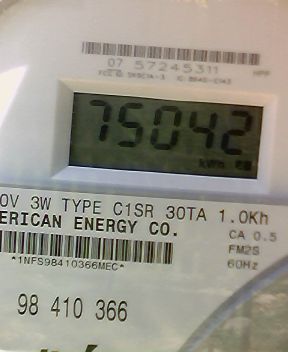 07 57245311
75042
kWh
0V 3W TYPE C1SR 30TA 1.0Kh
ERICAN ENERGY CO.
CA 0.5
FM2S
*1NFS98410366MEC*
60Hz
98 410 366